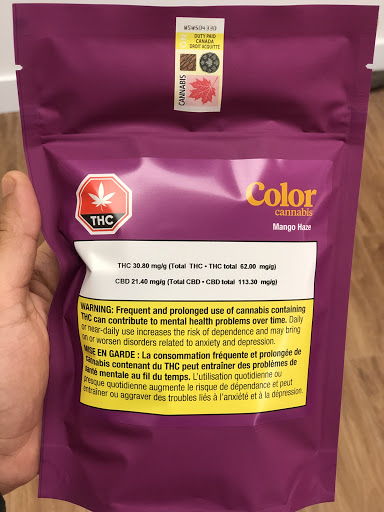 DUTY PAID
CANADA
DROIT ACQUITTÉ
CANNABIS
THC
Color
cannabis
Mango Haze
THC 30.80 mg/g (Total THC • THC total 62.00 mg/g)
CBD 21.40 mg/g (Total CBD • CBD total 113.30 mg/g)
WARNING: Frequent and prolonged use of cannabis containing
THC can contribute to mental health problems over time. Daily
or near-daily use increases the risk of dependence and may bring
on or worsen disorders related to anxiety and depression.
MISE EN GARDE : La consommation fréquente et prolongée de
cannabis contenant du THC peut entraîner des problèmes de
santé mentale au fil du temps. L'utilisation quotidienne ou
presque quotidienne augmente le risque de dépendance et peut
entraîner ou aggraver des troubles liés à l'anxiété et à la dépression.